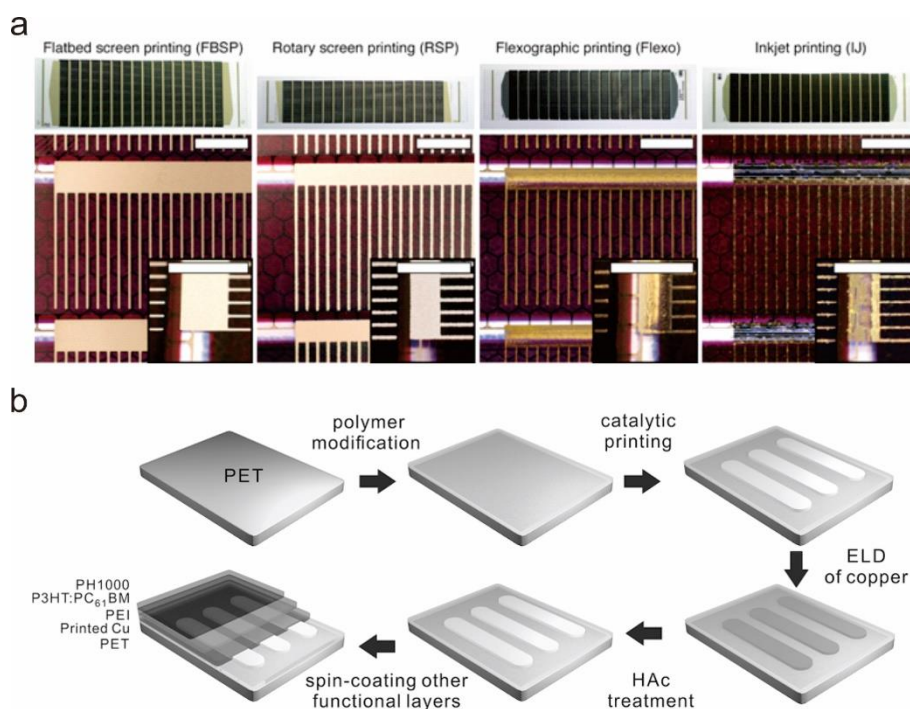 a
Flatbed screen printing (FBSP)
Rotary screen printing (RSP)
Flexographic printing (Flexo)
Inkjet printing (IJ)
b
polymer
modification
catalytic
printing
PET
ELD
of copper
PH1000
P3HT:PC₆₁BM
PEI
Printed Cu
PET
spin-coating other
functional layers
HAc
treatment